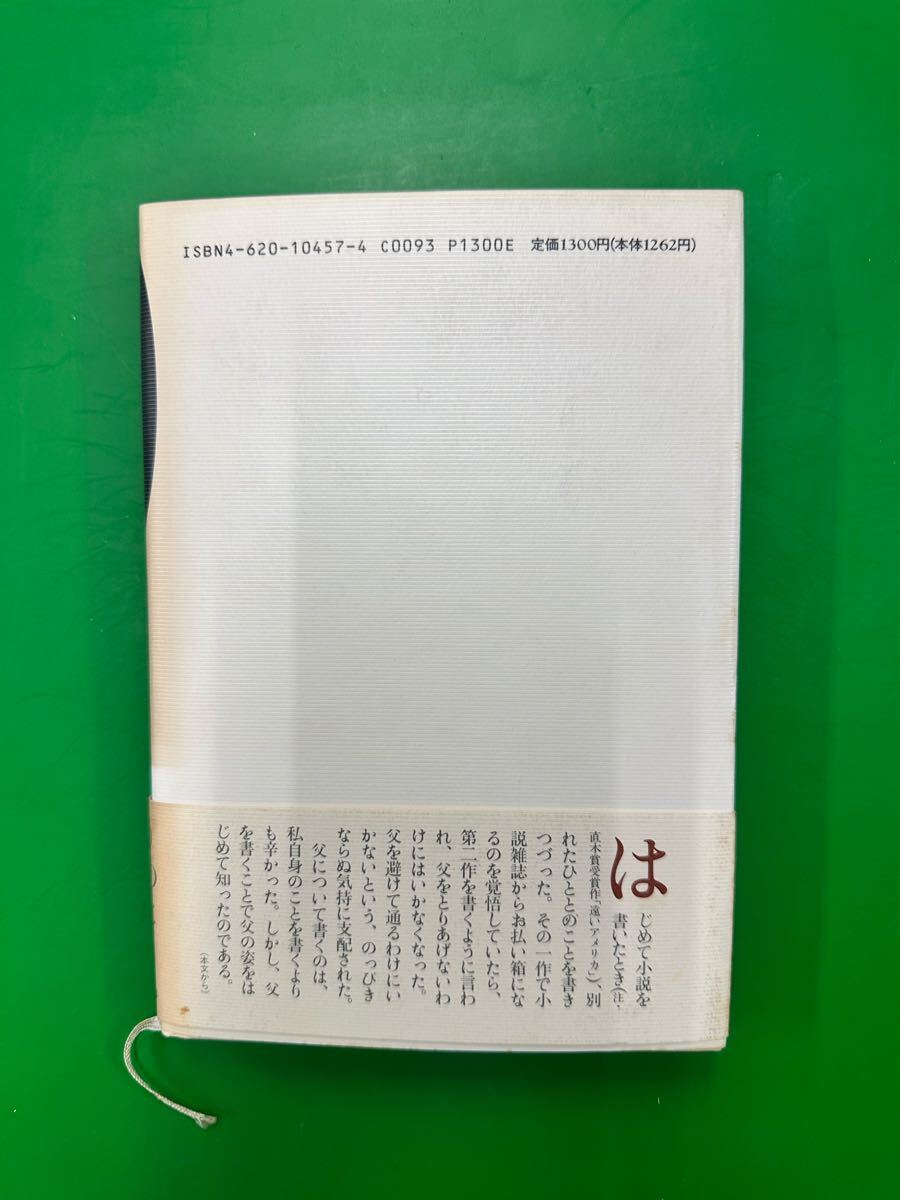 ISBN4-620-10457-4 C0093 P1300E 定価1300円(本体1262円)
はじめて小説を
書いたとき(注・
直木賞受賞作「遠いアメリカ」)、別
れたひととのことを書き
つづった。その一作で小
説雑誌からお払い箱にな
るのを覚悟していたら、
第二作を書くように言わ
れ、父をとりあげないわ
けにはいかなくなった。
父を避けて通るわけにい
かないという、のっぴき
ならぬ気持に支配された。
父について書くのは、
私自身のことを書くより
も辛かった。しかし、父
を書くことで父の姿をは
じめて知ったのである。
(本文から)
)